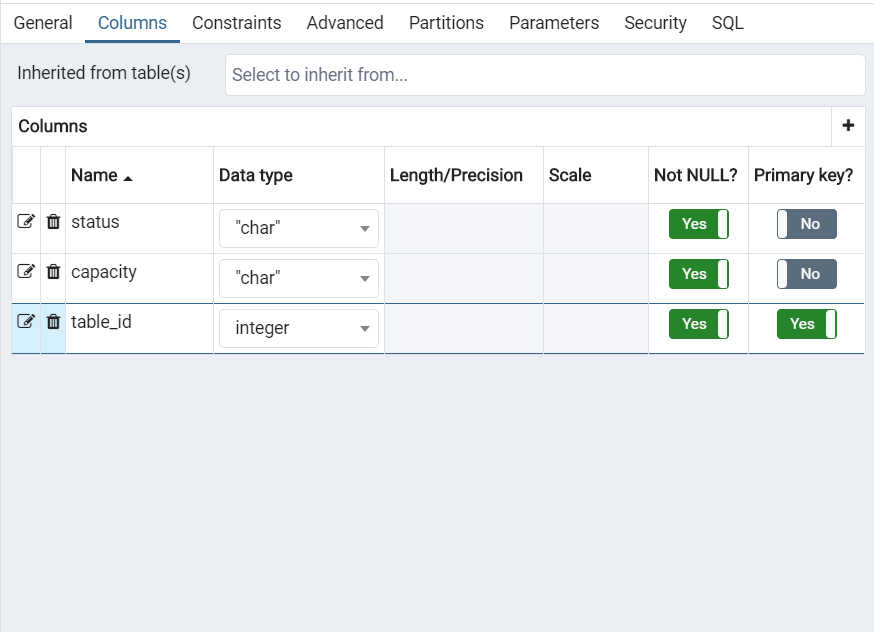 General Columns Constraints Advanced Partitions Parameters Security SQL
Inherited from table(s) Select to inherit from...
Columns +
Name Data type Length/Precision Scale Not NULL? Primary key?
status "char" Yes No
capacity "char" Yes No
table_id integer Yes Yes